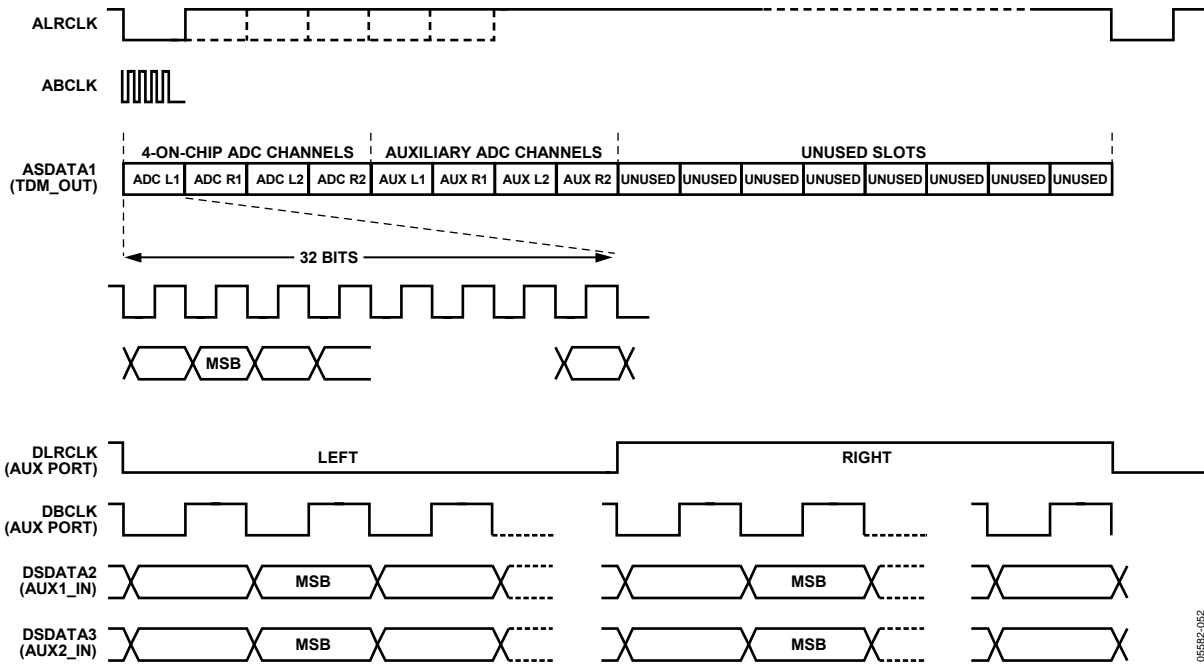 ALRCLK
ABCLK
4-ON-CHIP ADC CHANNELS AUXILIARY ADC CHANNELS UNUSED SLOTS
ASDATA1
(TDM_OUT)
ADC L1 ADC R1 ADC L2 ADC R2 AUX L1 AUX R1 AUX L2 AUX R2 UNUSED UNUSED UNUSED UNUSED UNUSED UNUSED UNUSED UNUSED
32 BITS
MSB
DLRCLK
(AUX PORT)
LEFT RIGHT
DBCLK
(AUX PORT)
DSDATA2
(AUX1_IN)
MSB MSB
DSDATA3
(AUX2_IN)
MSB MSB
05582-052